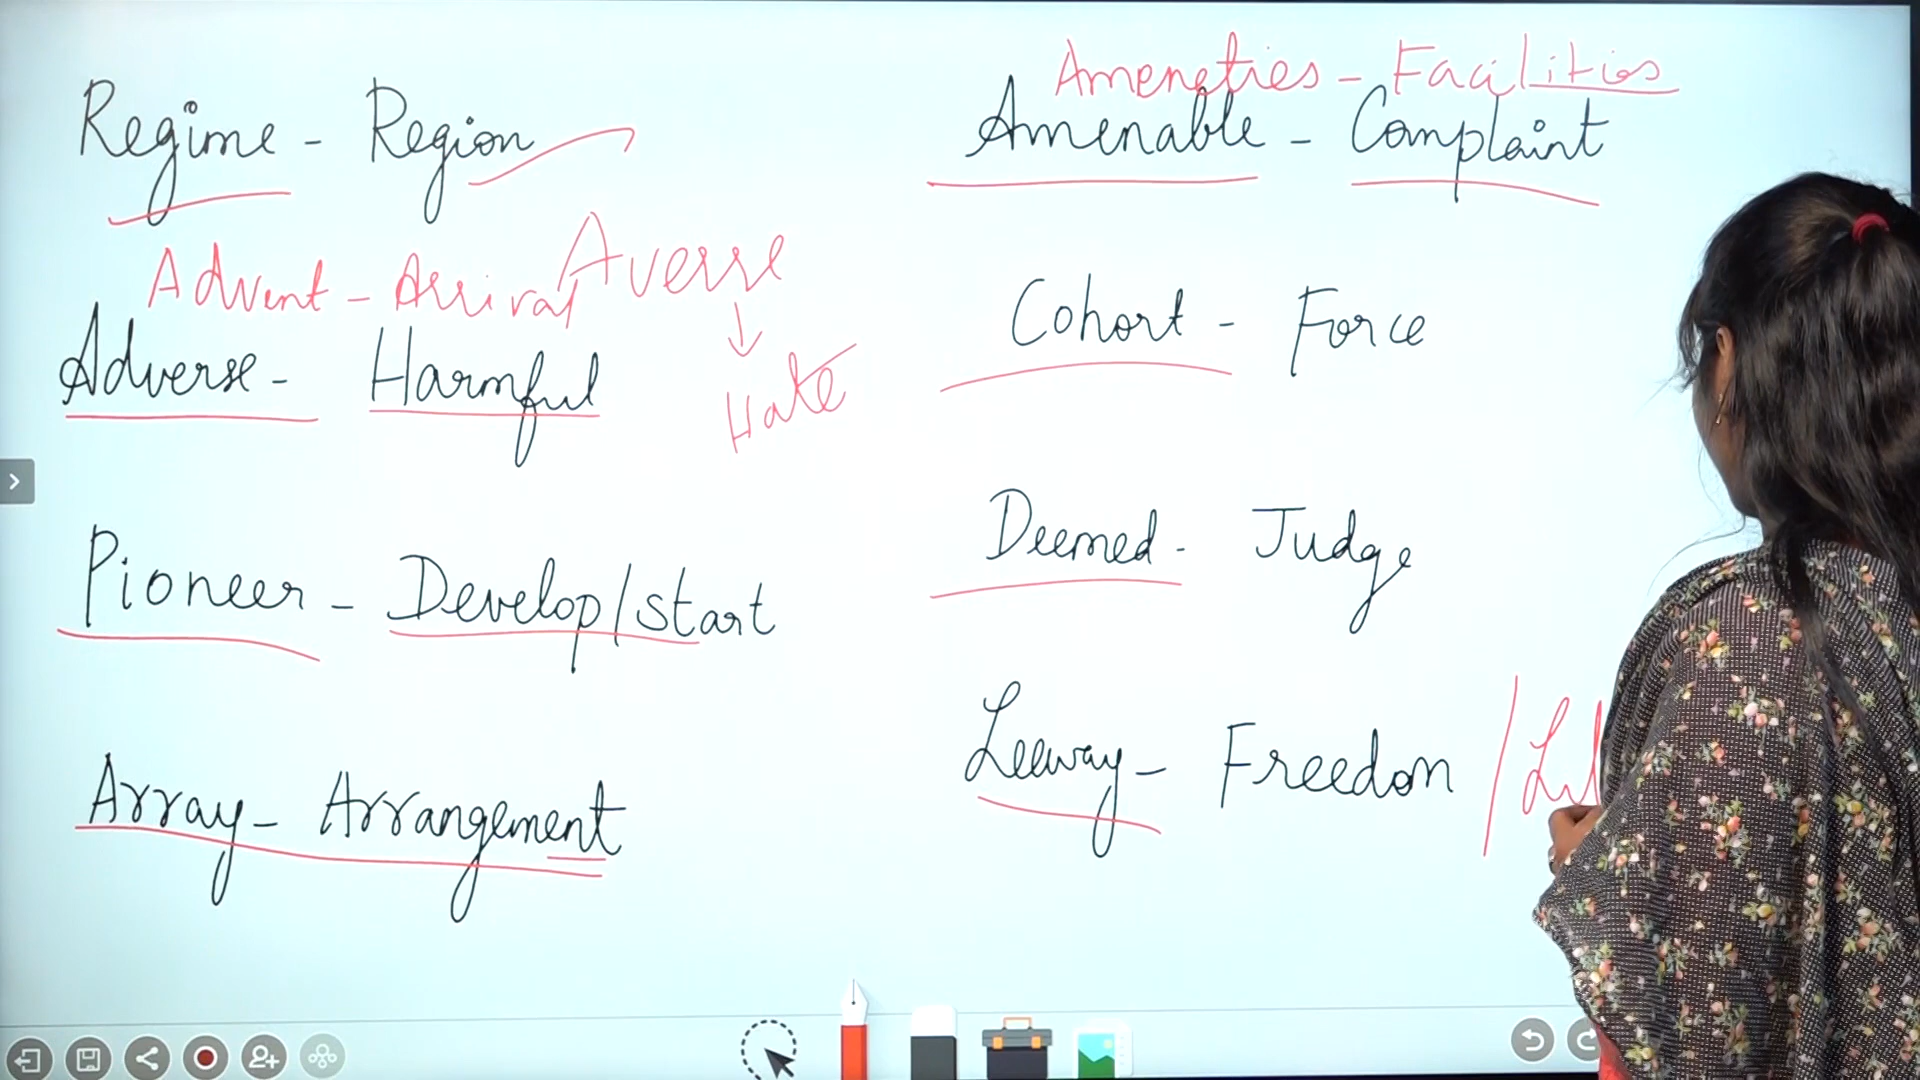 Regime - Region
Advent - Arrival
Averse
Hate
Adverse - Harmful
Pioneer - Develop/start
Array - Arrangement
Ameneties - Facilities
Amenable - Complaint
Cohort - Force
Deemed - Judge
Leeway - Freedom /